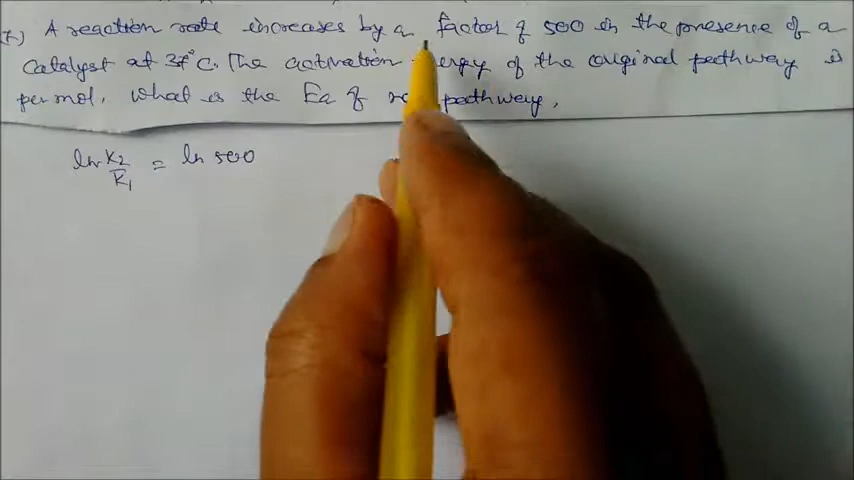 A reaction rate increases by a factor of 500 in the presence of a
catalyst at 37°C. The activation energy of the original pathway is
per mol. What is the Ea of pathway.
ln K2/K1 = ln 500